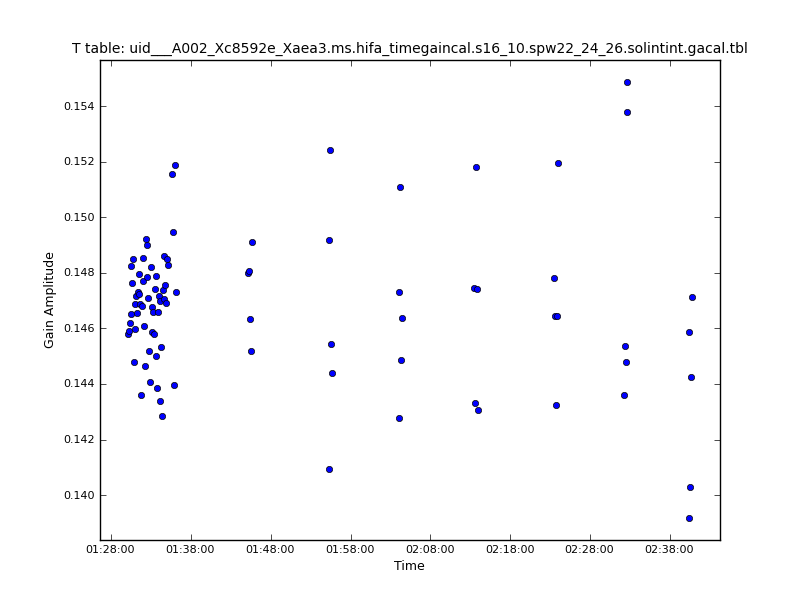 T table: uid___A002_Xc8592e_Xaea3.ms.hifa_timegaincal.s16_10.spw22_24_26.solintint.gacal.tbl
0.154
0.152
0.150
0.148
0.146
0.144
0.142
0.140
Gain Amplitude
01:28:00 01:38:00 01:48:00 01:58:00 02:08:00 02:18:00 02:28:00 02:38:00
Time